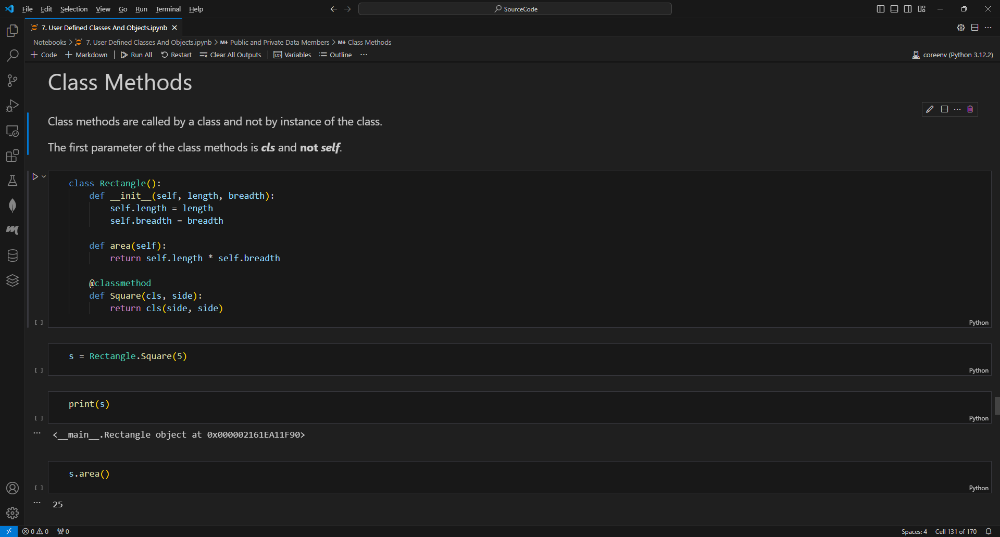 File Edit Selection View Go Run Terminal Help
SourceCode
7. User Defined Classes And Objects.ipynb
Notebooks > 7. User Defined Classes And Objects.ipynb > M↓ Public and Private Data Members > M↓ Class Methods
+ Code + Markdown | Run All Restart Clear All Outputs | Variables Outline ...
coreenv (Python 3.12.2)
Class Methods
Class methods are called by a class and not by instance of the class.
The first parameter of the class methods is cls and not self.
class Rectangle():
    def __init__(self, length, breadth):
        self.length = length
        self.breadth = breadth
    def area(self):
        return self.length * self.breadth
    @classmethod
    def Square(cls, side):
        return cls(side, side)
[ ]
Python
s = Rectangle.Square(5)
[ ]
Python
print(s)
[ ]
Python
<__main__.Rectangle object at 0x000002161EA11F90>
s.area()
[ ]
Python
25
0 0 0
Spaces: 4 Cell 131 of 170